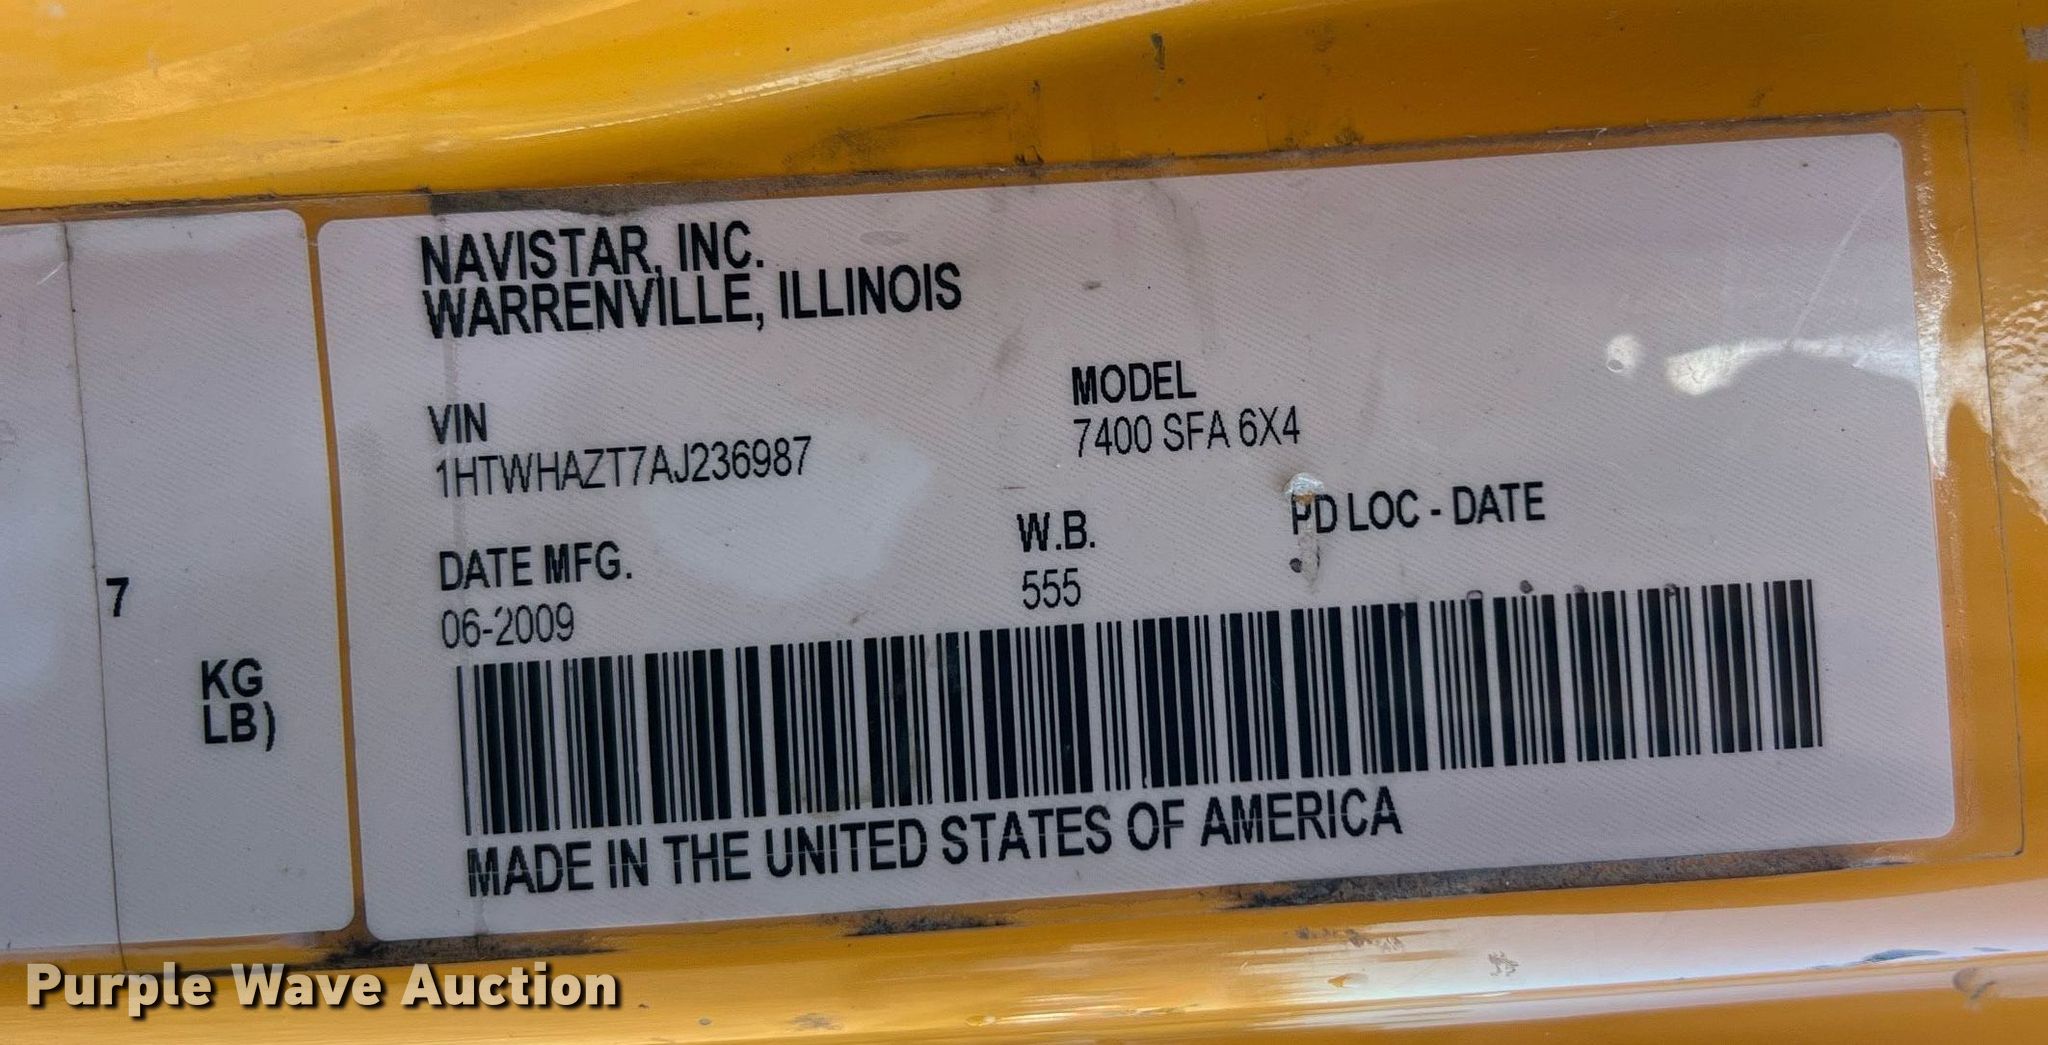 NAVISTAR, INC.
WARRENVILLE, ILLINOIS
VIN
1HTWHAZT7AJ236987
MODEL
7400 SFA 6X4
DATE MFG.
06-2009
W.B.
555
PD LOC - DATE
MADE IN THE UNITED STATES OF AMERICA
7
KG
LB)
Purple Wave Auction